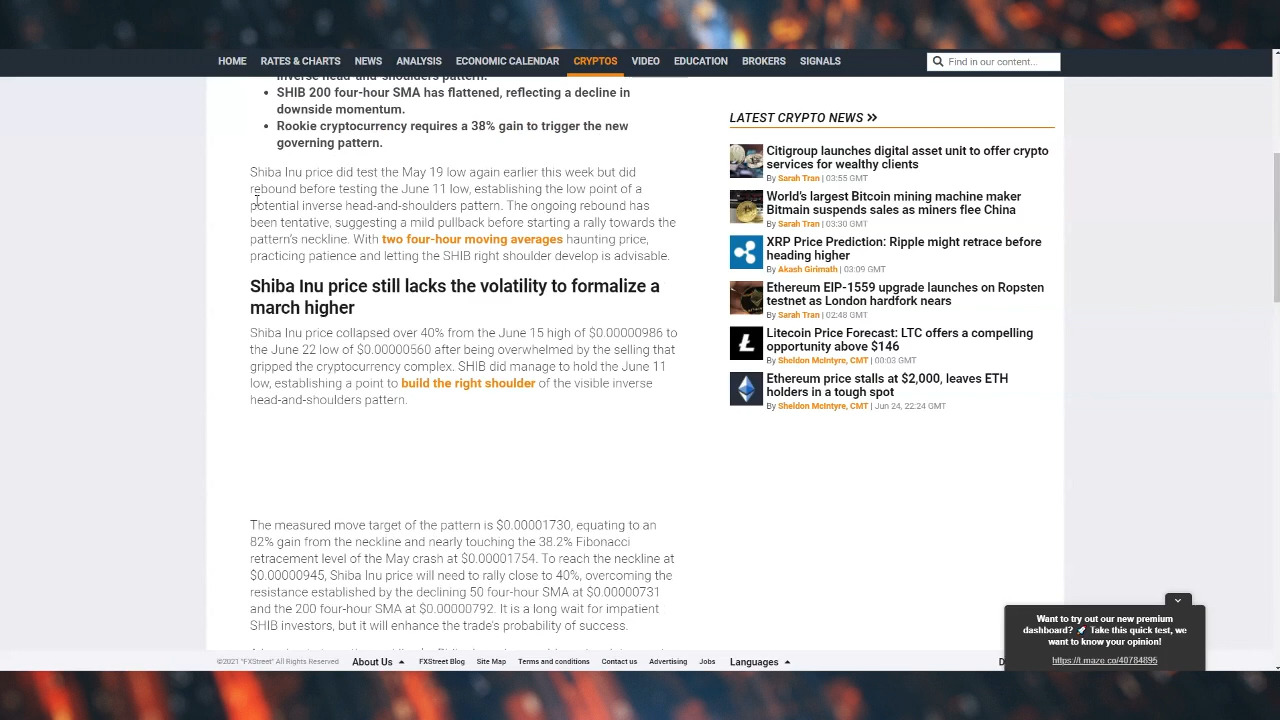 HOME RATES & CHARTS NEWS ANALYSIS ECONOMIC CALENDAR CRYPTOS VIDEO EDUCATION BROKERS SIGNALS Find in our content...
inverse head-and-shoulders pattern.
• SHIB 200 four-hour SMA has flattened, reflecting a decline in
downside momentum.
• Rookie cryptocurrency requires a 38% gain to trigger the new
governing pattern.
Shiba Inu price did test the May 19 low again earlier this week but did
rebound before testing the June 11 low, establishing the low point of a
potential inverse head-and-shoulders pattern. The ongoing rebound has
been tentative, suggesting a mild pullback before starting a rally towards the
pattern's neckline. With two four-hour moving averages haunting price,
practicing patience and letting the SHIB right shoulder develop is advisable.
Shiba Inu price still lacks the volatility to formalize a
march higher
Shiba Inu price collapsed over 40% from the June 15 high of $0.00000986 to
the June 22 low of $0.00000560 after being overwhelmed by the selling that
gripped the cryptocurrency complex. SHIB did manage to hold the June 11
low, establishing a point to build the right shoulder of the visible inverse
head-and-shoulders pattern.
The measured move target of the pattern is $0.00001730, equating to an
82% gain from the neckline and nearly touching the 38.2% Fibonacci
retracement level of the May crash at $0.00001754. To reach the neckline at
$0.00000945, Shiba Inu price will need to rally close to 40%, overcoming the
resistance established by the declining 50 four-hour SMA at $0.00000731
and the 200 four-hour SMA at $0.00000792. It is a long wait for impatient
SHIB investors, but it will enhance the trade's probability of success.
LATEST CRYPTO NEWS >>
Citigroup launches digital asset unit to offer crypto
services for wealthy clients
By Sarah Tran | 03:55 GMT
World's largest Bitcoin mining machine maker
Bitmain suspends sales as miners flee China
By Sarah Tran | 03:30 GMT
XRP Price Prediction: Ripple might retrace before
heading higher
By Akash Girimath | 03:09 GMT
Ethereum EIP-1559 upgrade launches on Ropsten
testnet as London hardfork nears
By Sarah Tran | 02:48 GMT
Litecoin Price Forecast: LTC offers a compelling
opportunity above $146
By Sheldon McIntyre, CMT | 00:03 GMT
Ethereum price stalls at $2,000, leaves ETH
holders in a tough spot
By Sheldon McIntyre, CMT | Jun 24, 22:24 GMT
Want to try out our new premium
dashboard? 🚀 Take this quick test, we
want to know your opinion!
https://t.maze.co/40784895
©2021 "FXStreet" All Rights Reserved About Us FXStreet Blog Site Map Terms and conditions Contact us Advertising Jobs Languages